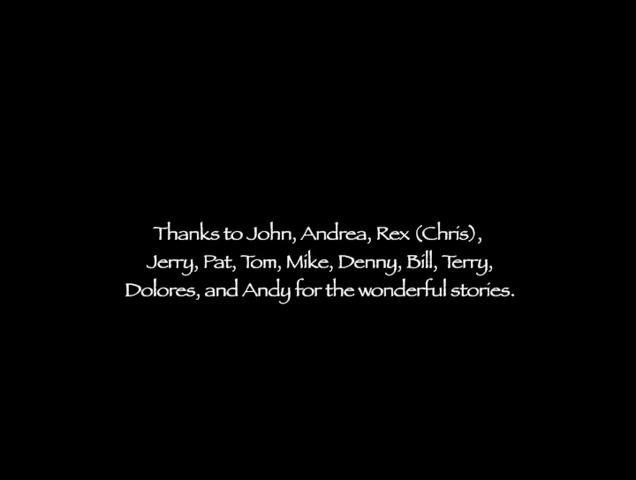 Thanks to John, Andrea, Rex (Chris),
Jerry, Pat, Tom, Mike, Denny, Bill, Terry,
Dolores, and Andy for the wonderful stories.